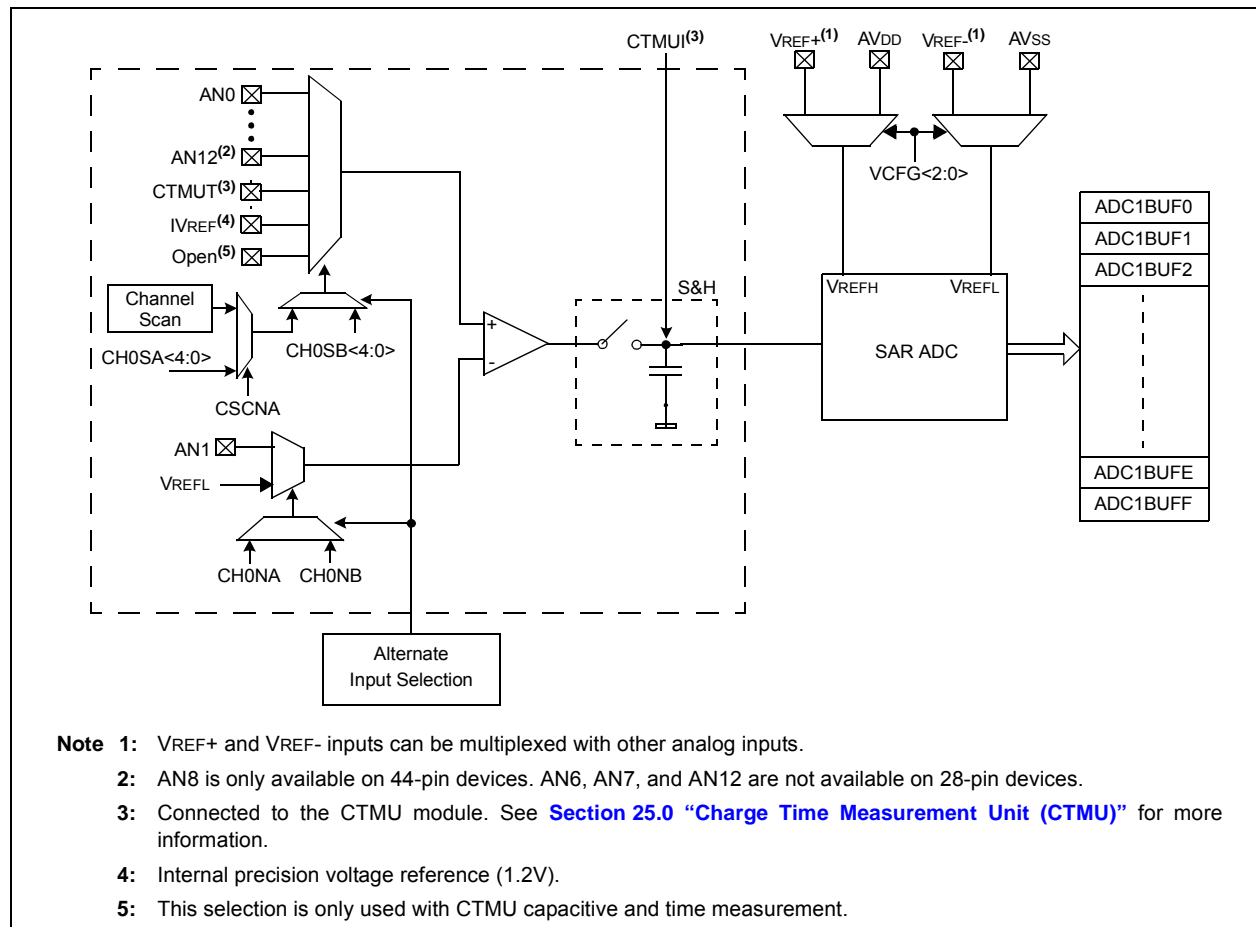 CTMUI(3)
VREF+(1) AVDD VREF-(1) AVSS
AN0
AN12(2)
CTMUT(3)
IVREF(4)
Open(5)
VCFG<2:0>
ADC1BUF0
ADC1BUF1
ADC1BUF2
Channel
Scan
S&H
VREFH VREFL
+
-
SAR ADC
CH0SA<4:0>
CH0SB<4:0>
CSCNA
AN1
VREFL
ADC1BUFE
ADC1BUFF
CH0NA CH0NB
Alternate
Input Selection
Note 1: VREF+ and VREF- inputs can be multiplexed with other analog inputs.
2: AN8 is only available on 44-pin devices. AN6, AN7, and AN12 are not available on 28-pin devices.
3: Connected to the CTMU module. See Section 25.0 “Charge Time Measurement Unit (CTMU)” for more
information.
4: Internal precision voltage reference (1.2V).
5: This selection is only used with CTMU capacitive and time measurement.